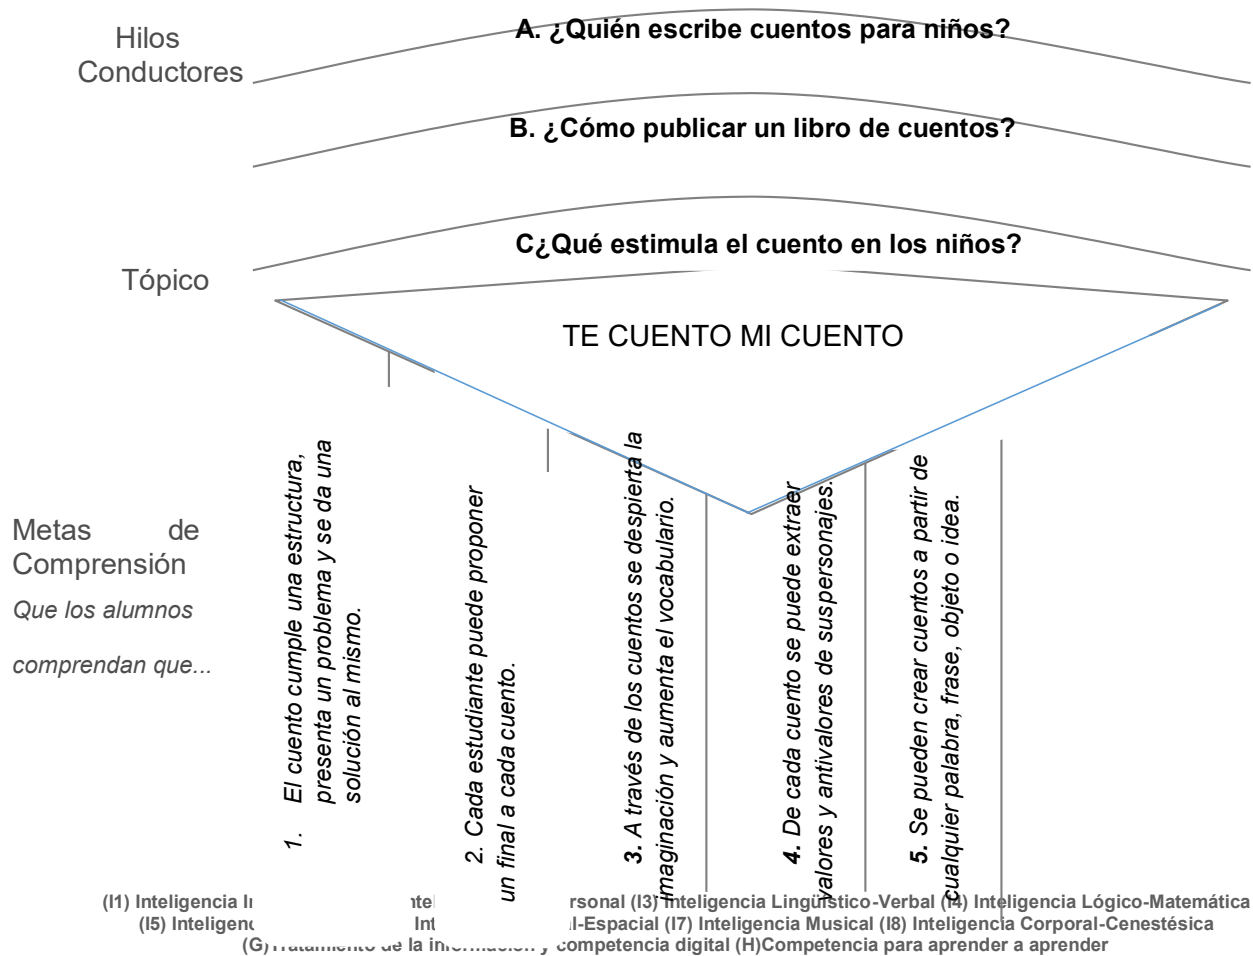 Hilos
Conductores
A. ¿Quién escribe cuentos para niños?
B. ¿Cómo publicar un libro de cuentos?
C¿Qué estimula el cuento en los niños?
Tópico
TE CUENTO MI CUENTO
Metas de
Comprensión
Que los alumnos
comprendan que...
1. El cuento cumple una estructura,
presenta un problema y se da una
solución al mismo.
2. Cada estudiante puede proponer
un final a cada cuento.
3. A través de los cuentos se despierta la
imaginación y aumenta el vocabulario.
4. De cada cuento se puede extraer
valores y antivalores de suspersonajes.
5. Se pueden crear cuentos a partir de
cualquier palabra, frase, objeto o idea.
(I1) Inteligencia rsonal (I3) Inteligencia Lingüístico-Verbal (I4) Inteligencia Lógico-Matemática
(I5) l-Espacial (I7) Inteligencia Musical (I8) Inteligencia Corporal-Cenestésica
(G)Tratamiento de la información y competencia digital (H)Competencia para aprender a aprender